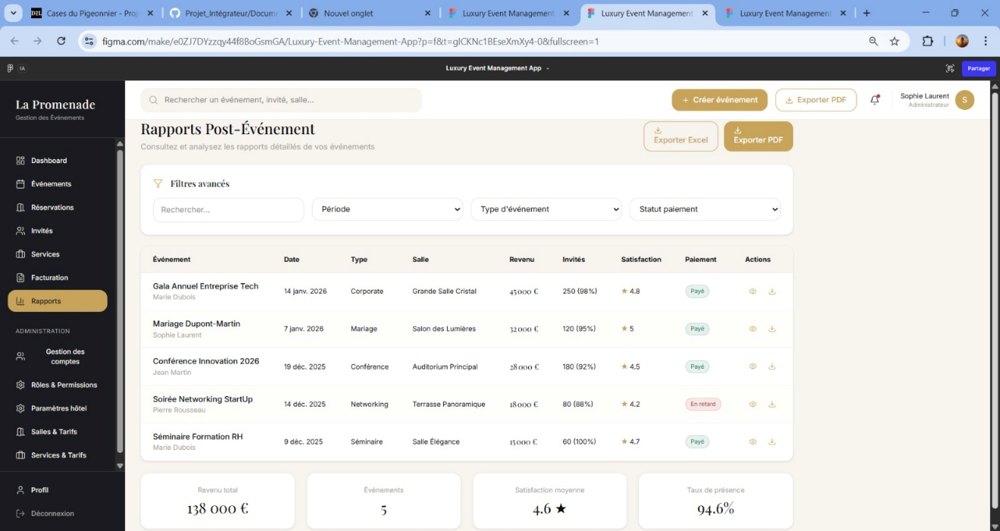 Cases du Pigeonnier - Proj
Projet_Intégrateur/Docume
Nouvel onglet
Luxury Event Management
Luxury Event Management
Luxury Event Management
figma.com/make/e0ZJ7DYzzqy44f8BoGsmGA/Luxury-Event-Management-App?p=f&t=gICKNc1BEseXmXy4-0&fullscreen=1
IA
Luxury Event Management App
Partager
La Promenade
Gestion des Événements
Rechercher un événement, invité, salle...
+ Créer événement
Exporter PDF
Sophie Laurent
Administrateur
S
Dashboard
Événements
Réservations
Invités
Services
Facturation
Rapports
ADMINISTRATION
Gestion des
comptes
Rôles & Permissions
Paramètres hôtel
Salles & Tarifs
Services & Tarifs
Profil
Déconnexion
Rapports Post-Événement
Consultez et analysez les rapports détaillés de vos événements
Exporter Excel
Exporter PDF
Filtres avancés
Rechercher...
Période
Type d'événement
Statut paiement
Événement Date Type Salle Revenu Invités Satisfaction Paiement Actions
Gala Annuel Entreprise Tech
Marie Dubois
14 janv. 2026 Corporate Grande Salle Cristal 45 000 € 250 (98%) ★ 4.8 Payé
Mariage Dupont-Martin
Sophie Laurent
7 janv. 2026 Mariage Salon des Lumières 32 000 € 120 (95%) ★ 5 Payé
Conférence Innovation 2026
Jean Martin
19 déc. 2025 Conférence Auditorium Principal 28 000 € 180 (92%) ★ 4.5 Payé
Soirée Networking StartUp
Pierre Rousseau
14 déc. 2025 Networking Terrasse Panoramique 18 000 € 80 (88%) ★ 4.2 En retard
Séminaire Formation RH
Marie Dubois
9 déc. 2025 Séminaire Salle Élégance 15 000 € 60 (100%) ★ 4.7 Payé
Revenu total
138 000 €
Événements
5
Satisfaction moyenne
4.6 ★
Taux de présence
94.6%